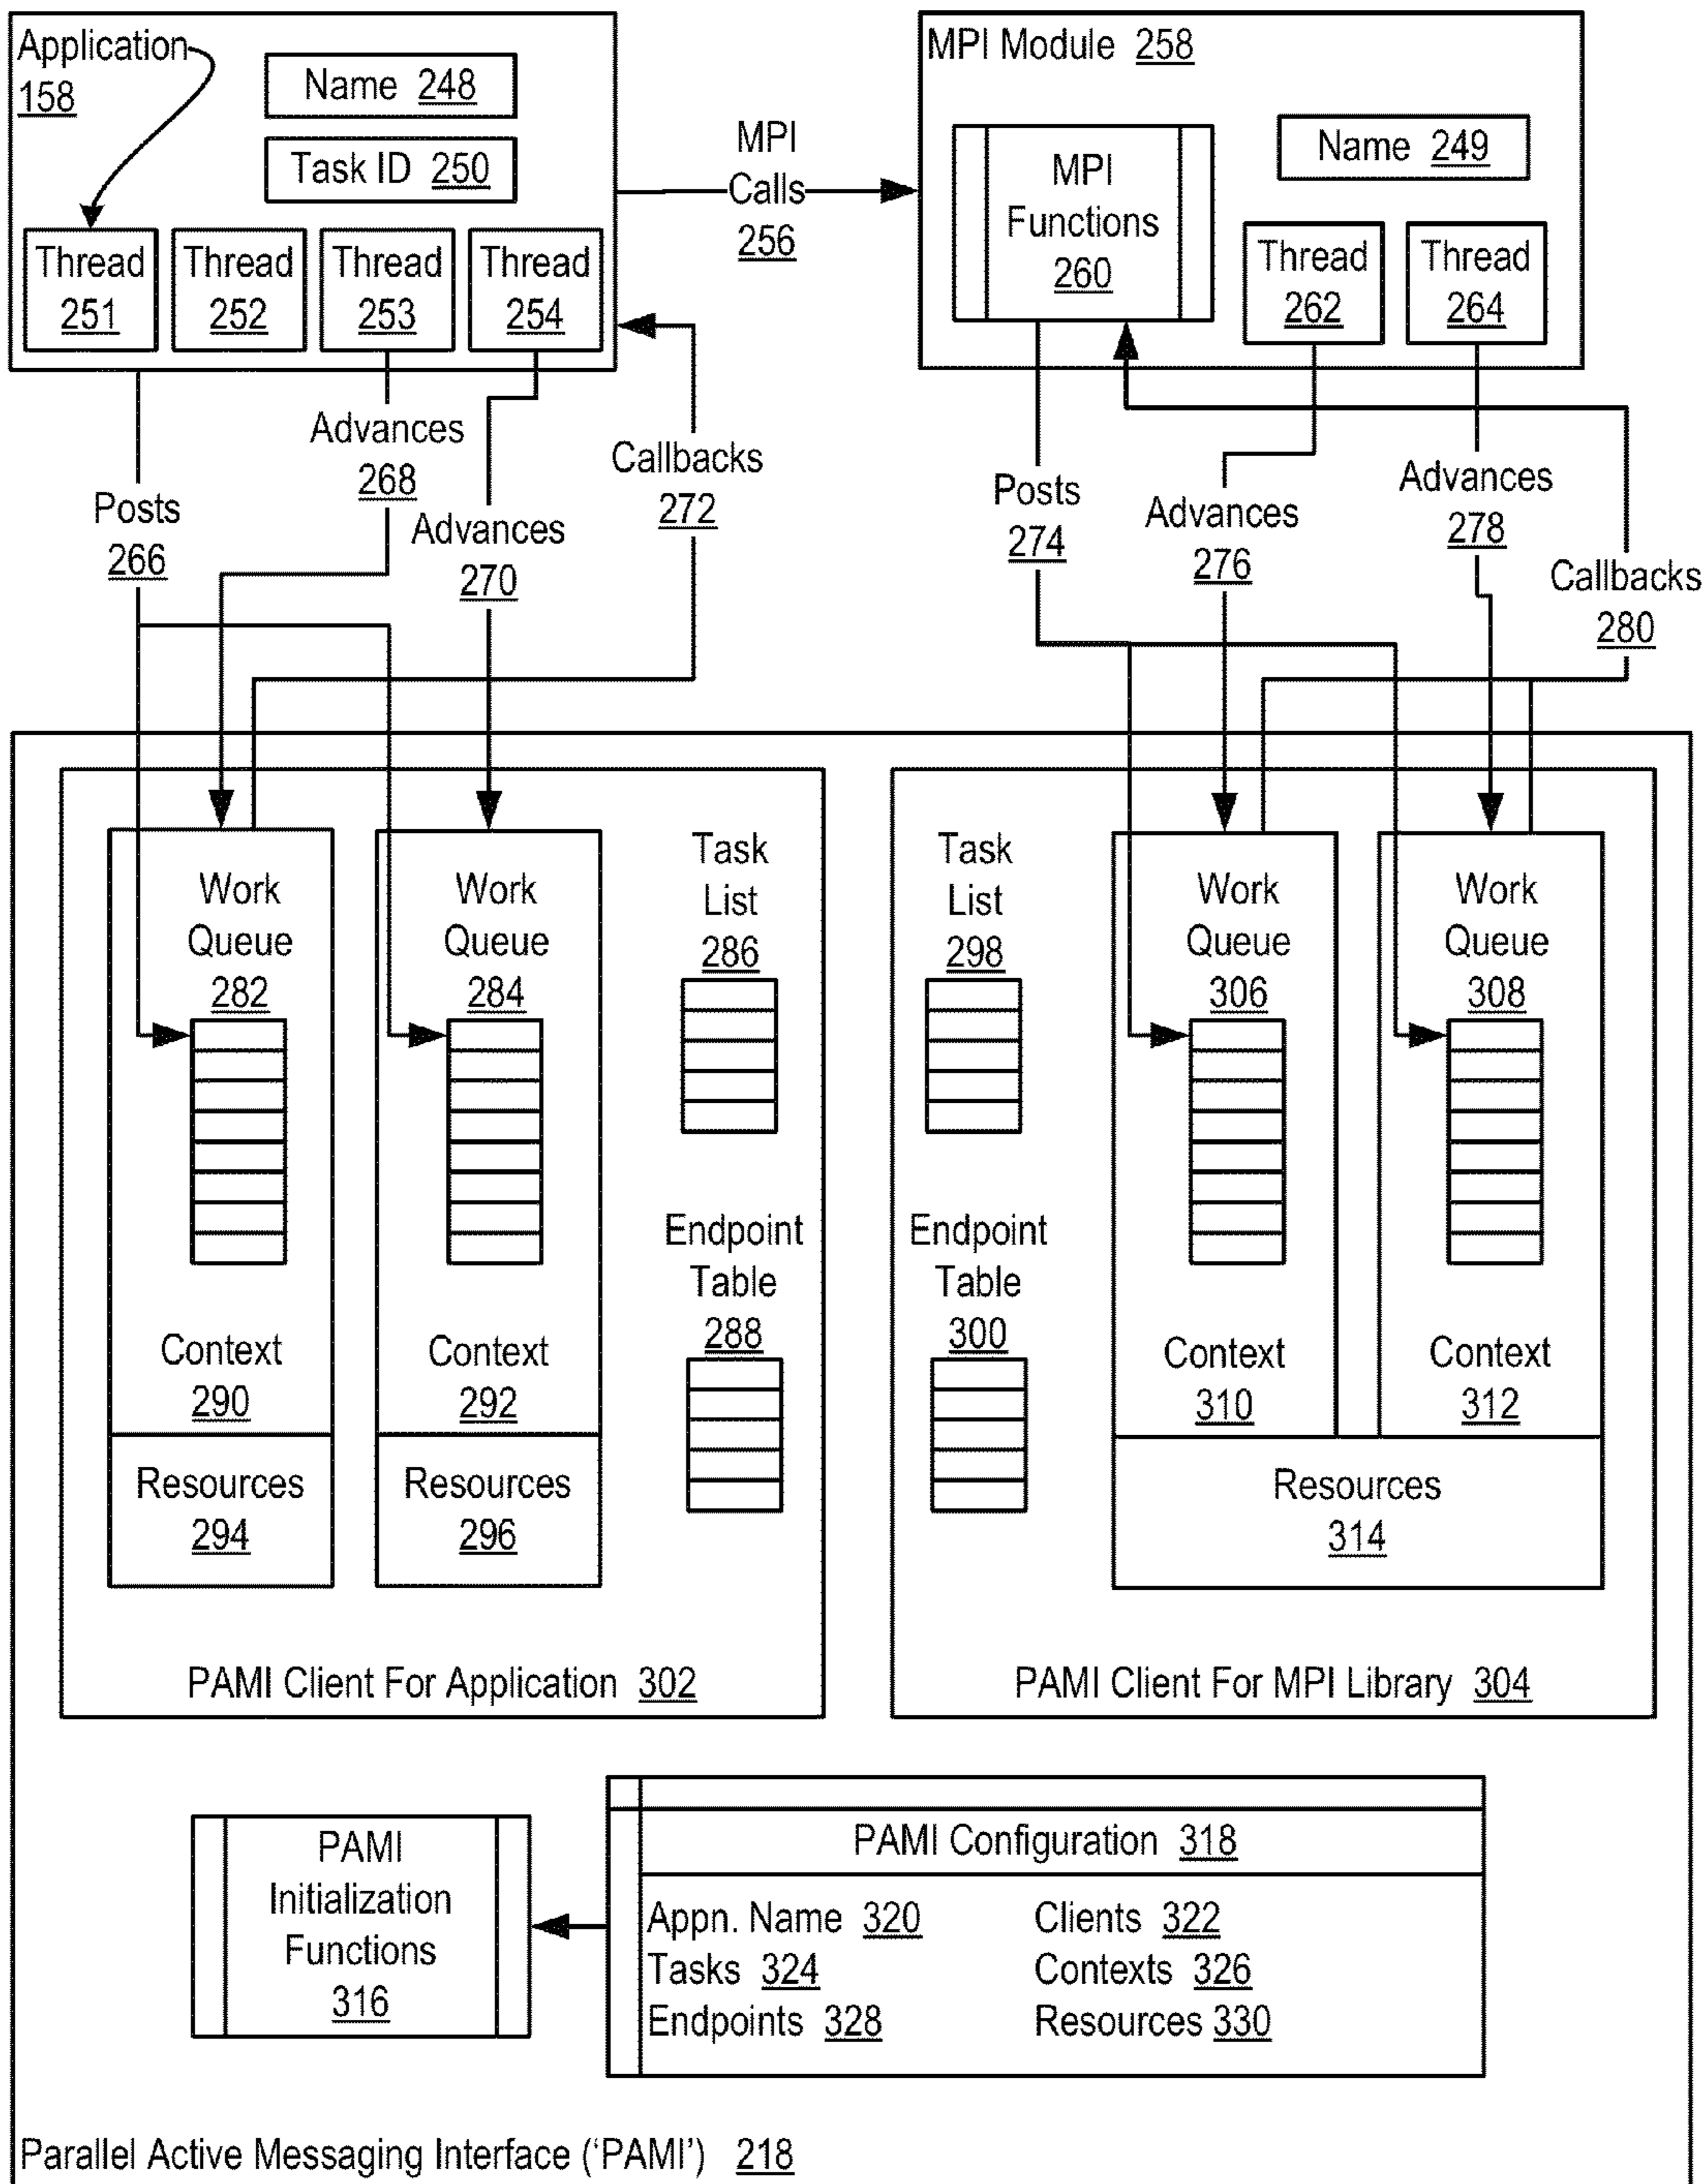 Application
158
Name 248
Task ID 250
Thread
251
Thread
252
Thread
253
Thread
254
MPI
Calls
256
MPI Module 258
MPI
Functions
260
Name 249
Thread
262
Thread
264
Posts
266
Advances
268
Advances
270
Callbacks
272
Posts
274
Advances
276
Advances
278
Callbacks
280
Work
Queue
282
Context
290
Resources
294
Work
Queue
284
Context
292
Resources
296
Task
List
286
Endpoint
Table
288
PAMI Client For Application 302
Task
List
298
Endpoint
Table
300
Work
Queue
306
Context
310
Work
Queue
308
Context
312
Resources
314
PAMI Client For MPI Library 304
PAMI
Initialization
Functions
316
PAMI Configuration 318
Appn. Name 320 Clients 322
Tasks 324 Contexts 326
Endpoints 328 Resources 330
Parallel Active Messaging Interface (‘PAMI’) 218